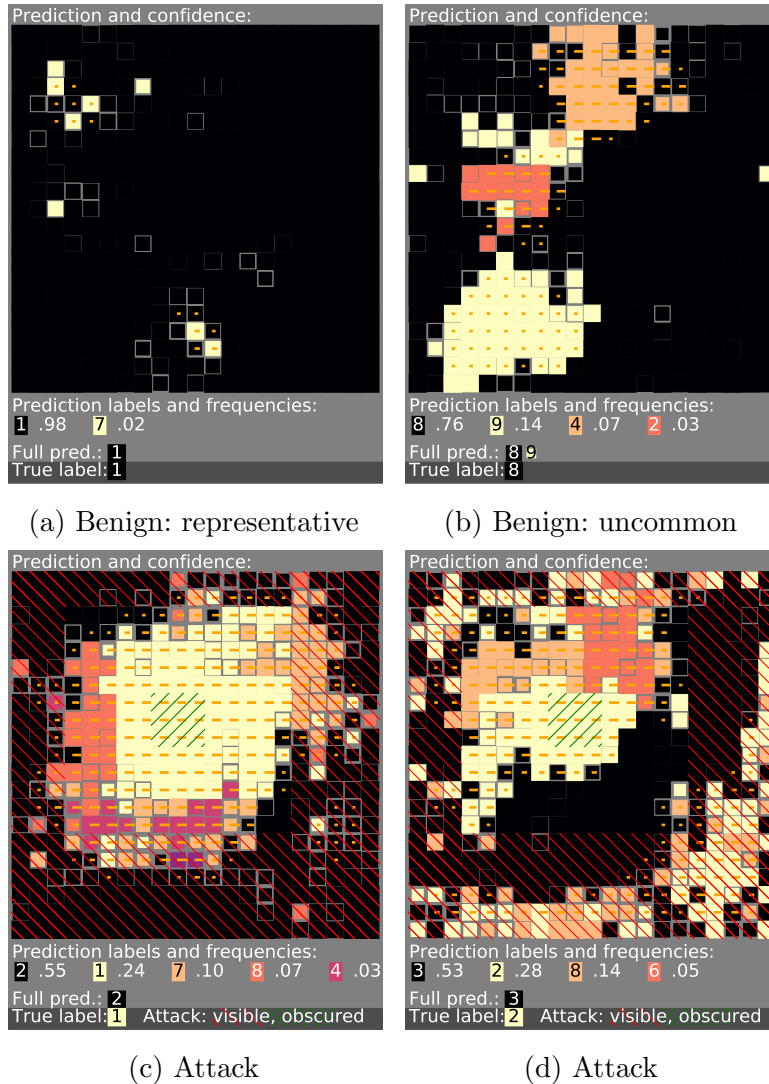 Prediction and confidence:
Prediction labels and frequencies:
1 .98 7 .02
Full pred.: 1
True label: 1
(a) Benign: representative
Prediction and confidence:
Prediction labels and frequencies:
8 .76 9 .14 4 .07 2 .03
Full pred.: 8 9
True label: 8
(b) Benign: uncommon
Prediction and confidence:
Prediction labels and frequencies:
2 .55 1 .24 7 .10 8 .07 4 .03
Full pred.: 2
True label: 1 Attack: visible, obscured
(c) Attack
Prediction and confidence:
Prediction labels and frequencies:
3 .53 2 .28 8 .14 6 .05
Full pred.: 3
True label: 2 Attack: visible, obscured
(d) Attack